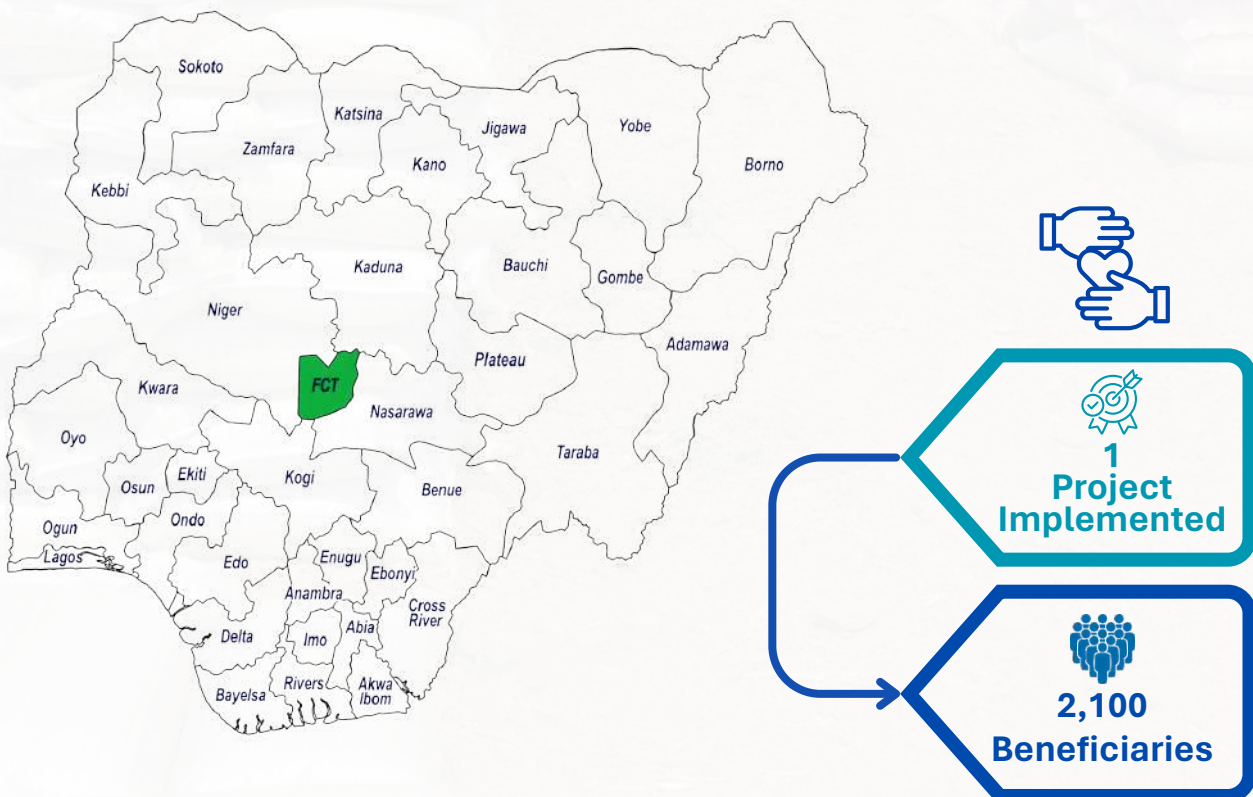 Sokoto
Katsina
Jigawa
Yobe
Zamfara
Kano
Borno
Kebbi
Kaduna
Bauchi
Gombe
Niger
Adamawa
Plateau
FCT
Kwara
Nasarawa
Oyo
Taraba
Ekiti
Kogi
Osun
Benue
Ondo
Ogun
Lagos
Edo
Enugu
Ebonyi
Anambra
Cross
River
Abia
Delta
Imo
Rivers
Akwa
Ibom
Bayelsa
1
Project
Implemented
2,100
Beneficiaries